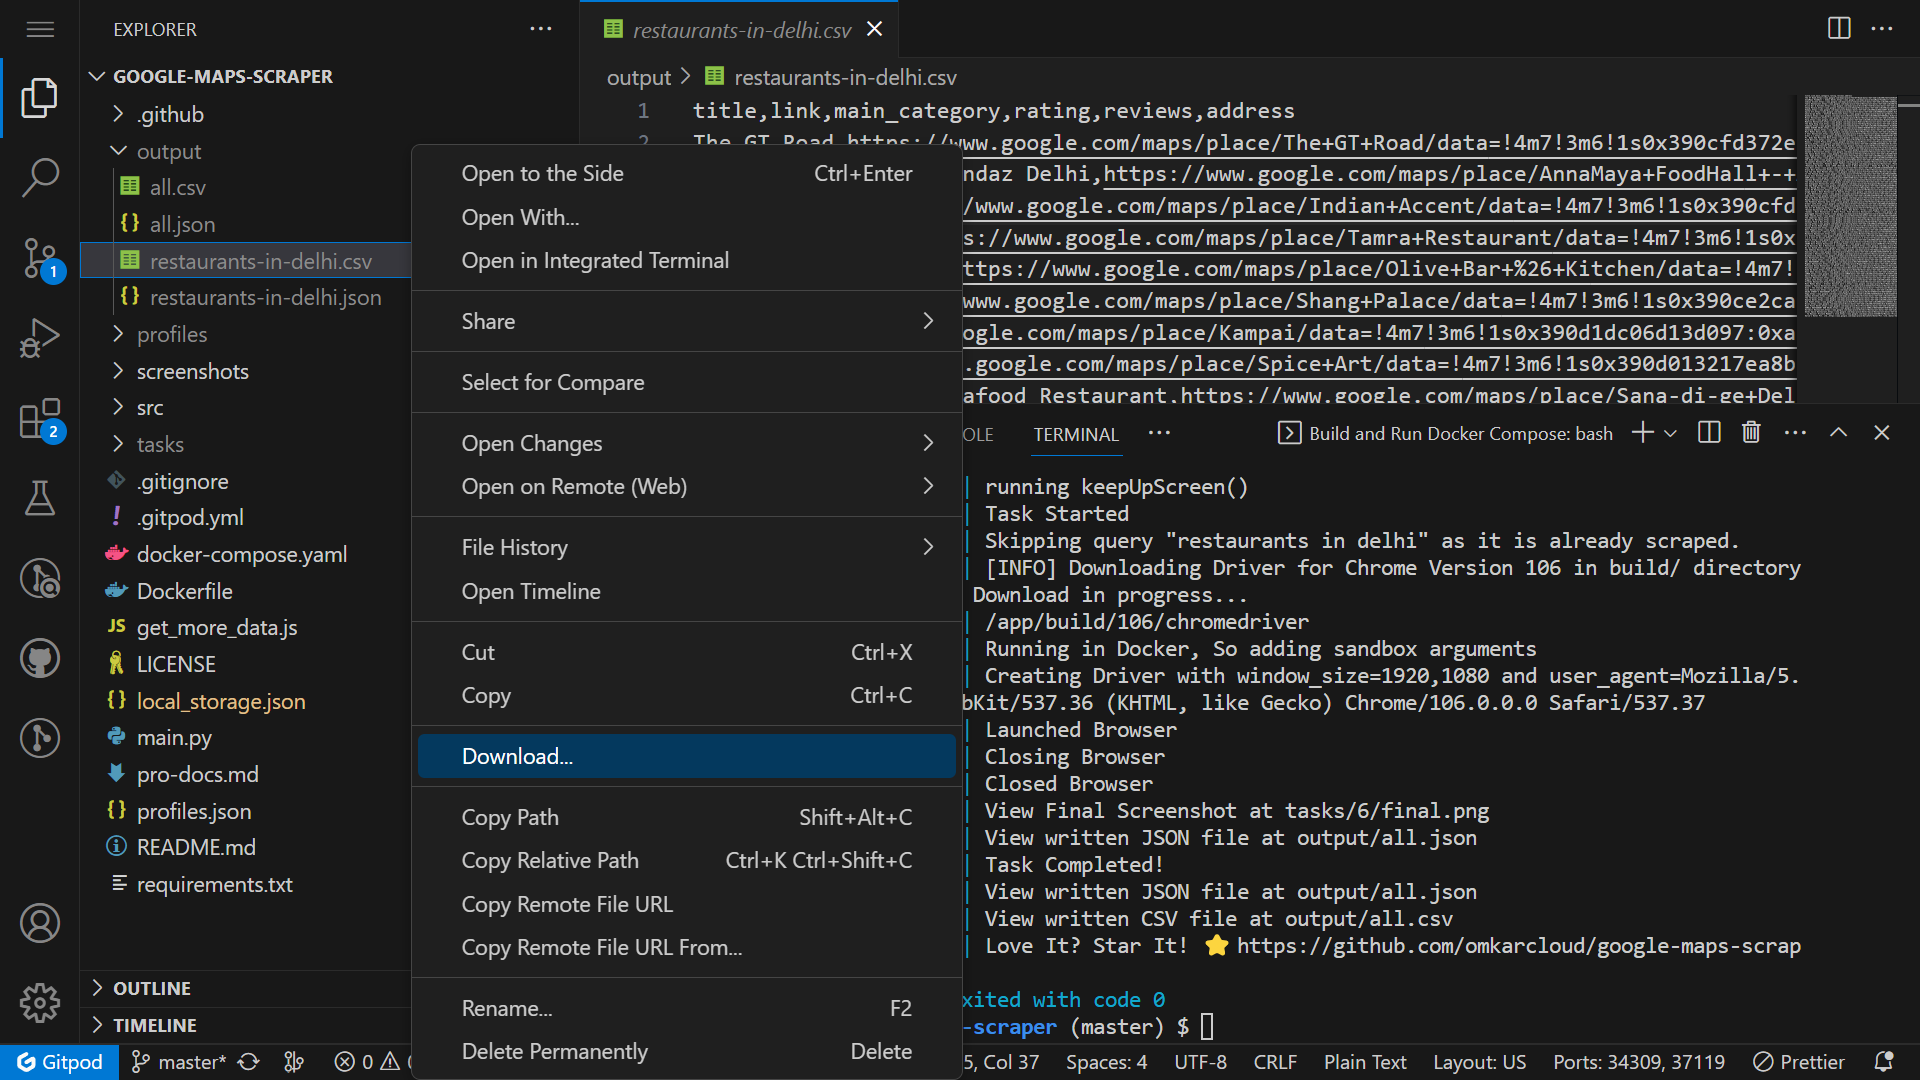 EXPLORER
GOOGLE-MAPS-SCRAPER
.github
output
all.csv
all.json
restaurants-in-delhi.csv
restaurants-in-delhi.json
profiles
screenshots
src
tasks
.gitignore
.gitpod.yml
docker-compose.yaml
Dockerfile
JS get_more_data.js
LICENSE
local_storage.json
main.py
pro-docs.md
profiles.json
README.md
requirements.txt
OUTLINE
TIMELINE
1
2
Open to the Side Ctrl+Enter
Open With...
Open in Integrated Terminal
Share
Select for Compare
Open Changes
Open on Remote (Web)
File History
Open Timeline
Cut Ctrl+X
Copy Ctrl+C
Download...
Copy Path Shift+Alt+C
Copy Relative Path Ctrl+K Ctrl+Shift+C
Copy Remote File URL
Copy Remote File URL From...
Rename... F2
Delete Permanently Delete
restaurants-in-delhi.csv
output > restaurants-in-delhi.csv
1 title,link,main_category,rating,reviews,address
2 The GT Road,https://www.google.com/maps/place/The+GT+Road/data=!4m7!3m6!1s0x390cfd372e
ndaz Delhi,https://www.google.com/maps/place/AnnaMaya+FoodHall+-+
/www.google.com/maps/place/Indian+Accent/data=!4m7!3m6!1s0x390cfd
s://www.google.com/maps/place/Tamra+Restaurant/data=!4m7!3m6!1s0x
ttps://www.google.com/maps/place/Olive+Bar+%26+Kitchen/data=!4m7!
www.google.com/maps/place/Shang+Palace/data=!4m7!3m6!1s0x390ce2ca
ogle.com/maps/place/Kampai/data=!4m7!3m6!1s0x390d1dc06d13d097:0xa
.google.com/maps/place/Spice+Art/data=!4m7!3m6!1s0x390d013217ea8b
afood Restaurant,https://www.google.com/maps/place/Sana-di-ge+Del
OLE TERMINAL Build and Run Docker Compose: bash
| running keepUpScreen()
| Task Started
| Skipping query "restaurants in delhi" as it is already scraped.
| [INFO] Downloading Driver for Chrome Version 106 in build/ directory
Download in progress...
| /app/build/106/chromedriver
| Running in Docker, So adding sandbox arguments
| Creating Driver with window_size=1920,1080 and user_agent=Mozilla/5.
bKit/537.36 (KHTML, like Gecko) Chrome/106.0.0.0 Safari/537.37
| Launched Browser
| Closing Browser
| Closed Browser
| View Final Screenshot at tasks/6/final.png
| View written JSON file at output/all.json
| Task Completed!
| View written JSON file at output/all.json
| View written CSV file at output/all.csv
| Love It? Star It! ⭐ https://github.com/omkarcloud/google-maps-scrap
xited with code 0
-scraper (master) $
Gitpod master* 0 5, Col 37 Spaces: 4 UTF-8 CRLF Plain Text Layout: US Ports: 34309, 37119 Prettier